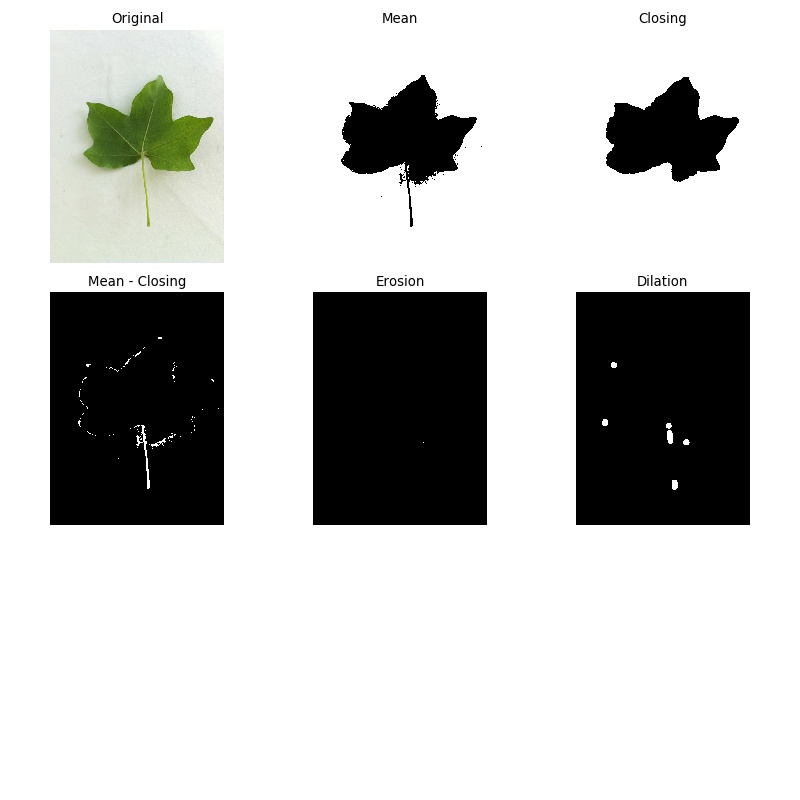 Original
Mean
Closing
Mean - Closing
Erosion
Dilation